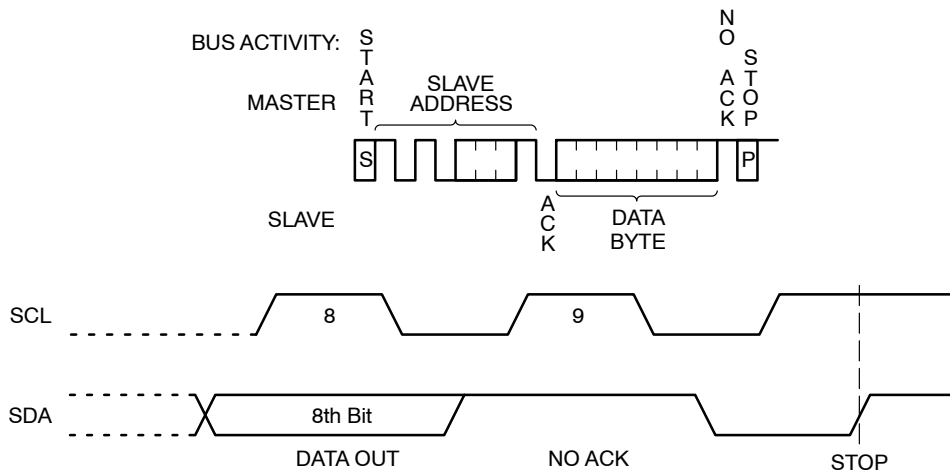 BUS ACTIVITY:
MASTER
START
SLAVE
ADDRESS
NO ACK
STOP
S
P
SLAVE
ACK
DATA
BYTE
SCL
8
9
SDA
8th Bit
DATA OUT
NO ACK
STOP